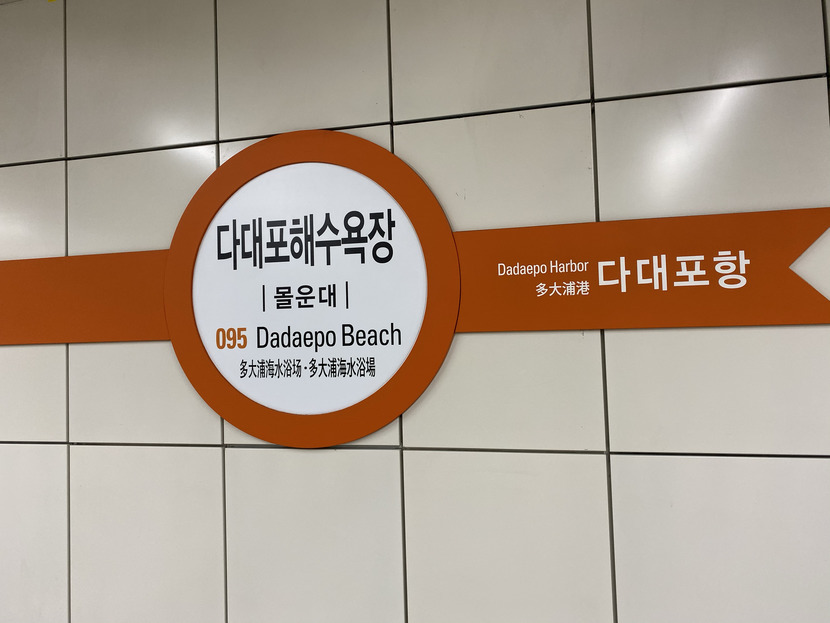 다대포해수욕장
| 몰운대 |
095 Dadaepo Beach
多大浦海水浴场 · 多大浦海水浴場
Dadaepo Harbor
多大浦港
다대포항